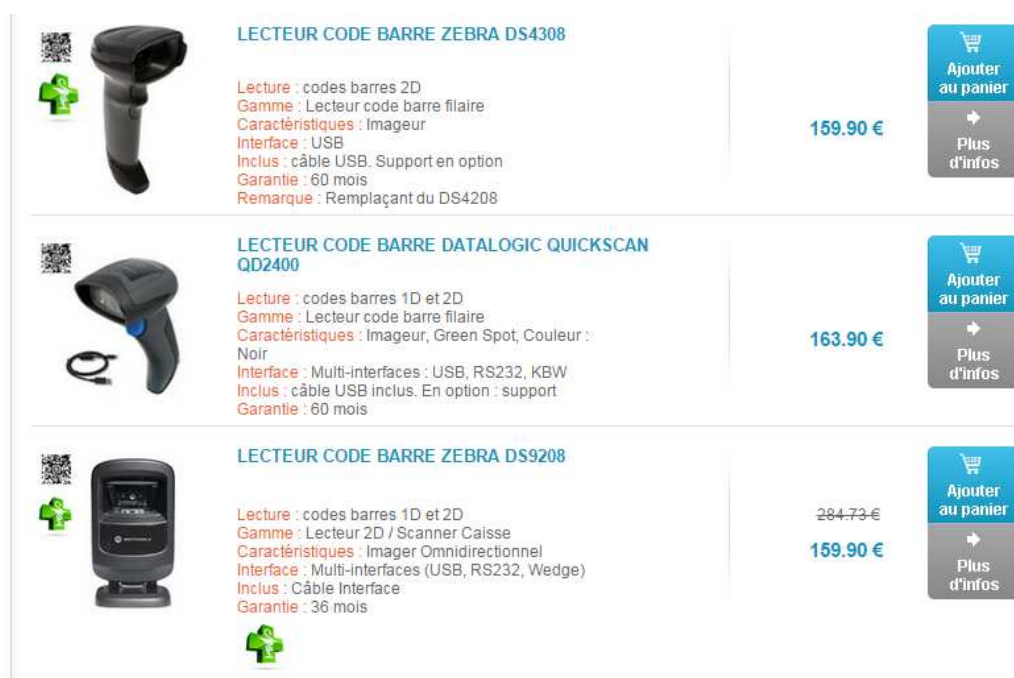 LECTEUR CODE BARRE ZEBRA DS4308
Lecture : codes barres 2D
Gamme : Lecteur code barre filaire
Caractéristiques : Imageur
Interface : USB
Inclus : câble USB. Support en option
Garantie : 60 mois
Remarque : Remplaçant du DS4208
159.90 €
Ajouter
au panier
Plus
d'infos
LECTEUR CODE BARRE DATALOGIC QUICKSCAN
QD2400
Lecture : codes barres 1D et 2D
Gamme : Lecteur code barre filaire
Caractéristiques : Imageur, Green Spot, Couleur :
Noir
Interface : Multi-interfaces : USB, RS232, KBW
Inclus : câble USB inclus. En option : support
Garantie : 60 mois
163.90 €
Ajouter
au panier
Plus
d'infos
LECTEUR CODE BARRE ZEBRA DS9208
Lecture : codes barres 1D et 2D
Gamme : Lecteur 2D / Scanner Caisse
Caractéristiques : Imager Omnidirectionnel
Interface : Multi-interfaces (USB, RS232, Wedge)
Inclus : Câble Interface
Garantie : 36 mois
284.73 €
159.90 €
Ajouter
au panier
Plus
d'infos